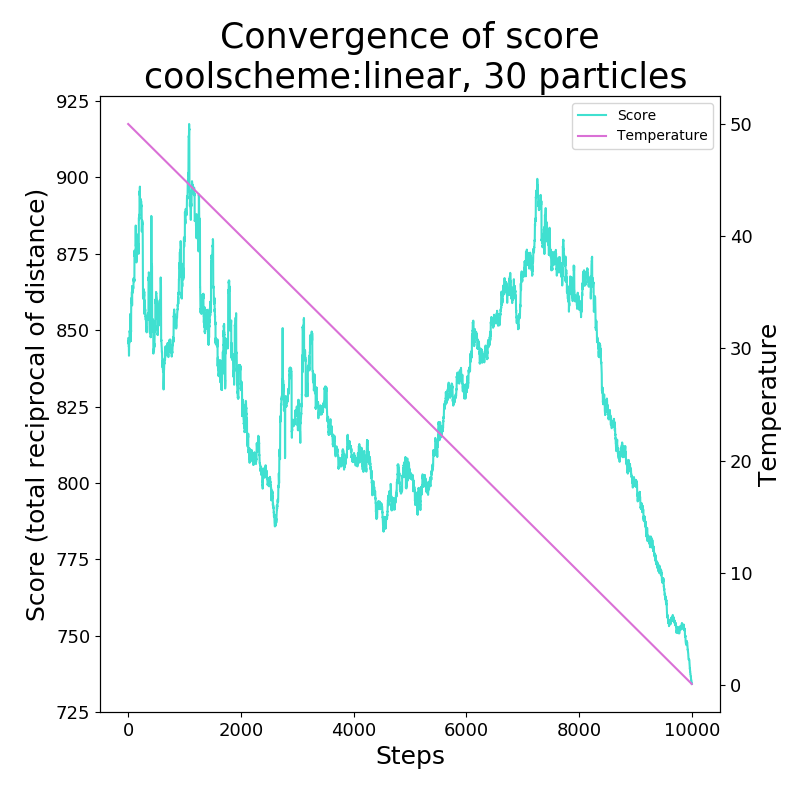 Convergence of score
coolscheme:linear, 30 particles
Score
Temperature
925
900
875
850
825
800
775
750
725
Score (total reciprocal of distance)
50
40
30
20
10
0
Temperature
0 2000 4000 6000 8000 10000
Steps